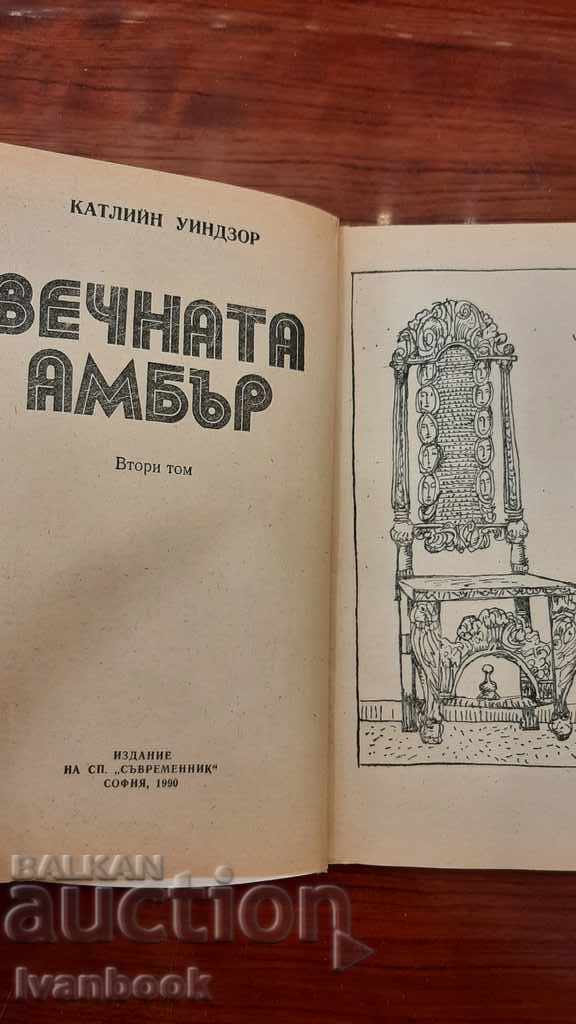 КАТЛИЙН УИНДЗОР
ВЕЧНАТА
АМБЪР
Втори том
ИЗДАНИЕ
НА СП. „СЪВРЕМЕННИК“
СОФИЯ, 1990
BALKAN
auction
Ivanbook